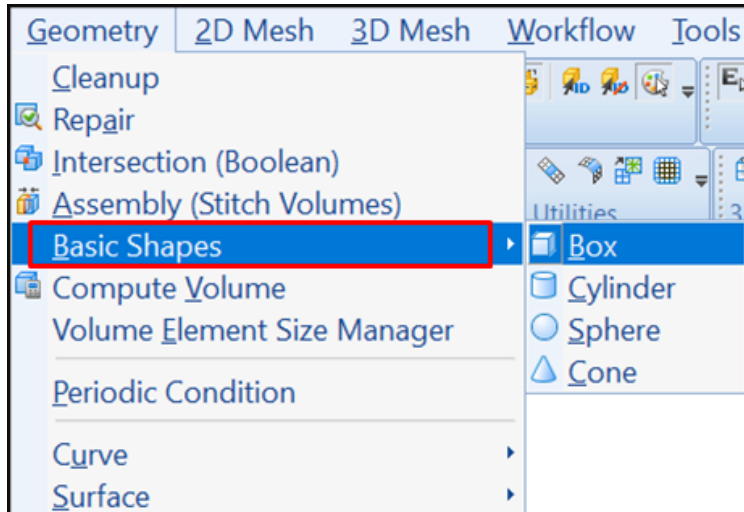 Geometry 2D Mesh 3D Mesh Workflow Tools
Cleanup
Repair
Intersection (Boolean)
Assembly (Stitch Volumes)
Utilities
Basic Shapes
Box
Compute Volume
Cylinder
Volume Element Size Manager
Sphere
Cone
Periodic Condition
Curve
Surface